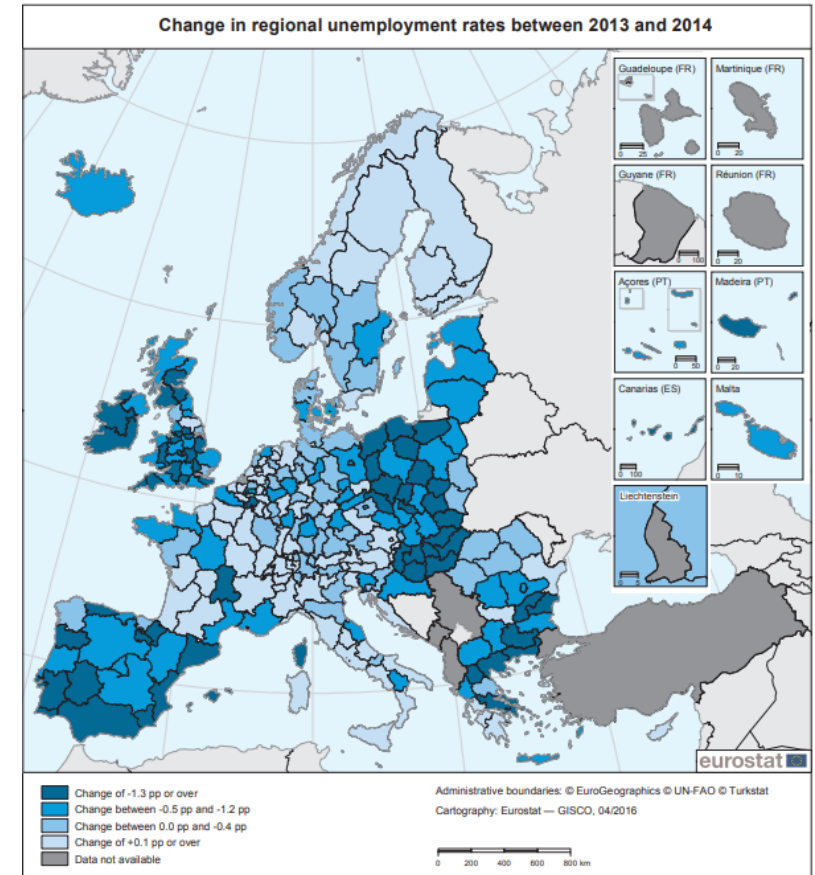 Change in regional unemployment rates between 2013 and 2014
Guadeloupe (FR)
0 25
Martinique (FR)
0 20
Guyane (FR)
0 100
Réunion (FR)
0 20
Açores (PT)
0 50
Madeira (PT)
0 20
Canarias (ES)
0 100
Malta
0 10
Liechtenstein
eurostat
Change of -1.3 pp or over
Change between -0.5 pp and -1.2 pp
Change between 0.0 pp and -0.4 pp
Change of +0.1 pp or over
Data not available
Administrative boundaries: © EuroGeographics © UN-FAO © Turkstat
Cartography: Eurostat — GISCO, 04/2016
0 200 400 600 800 km